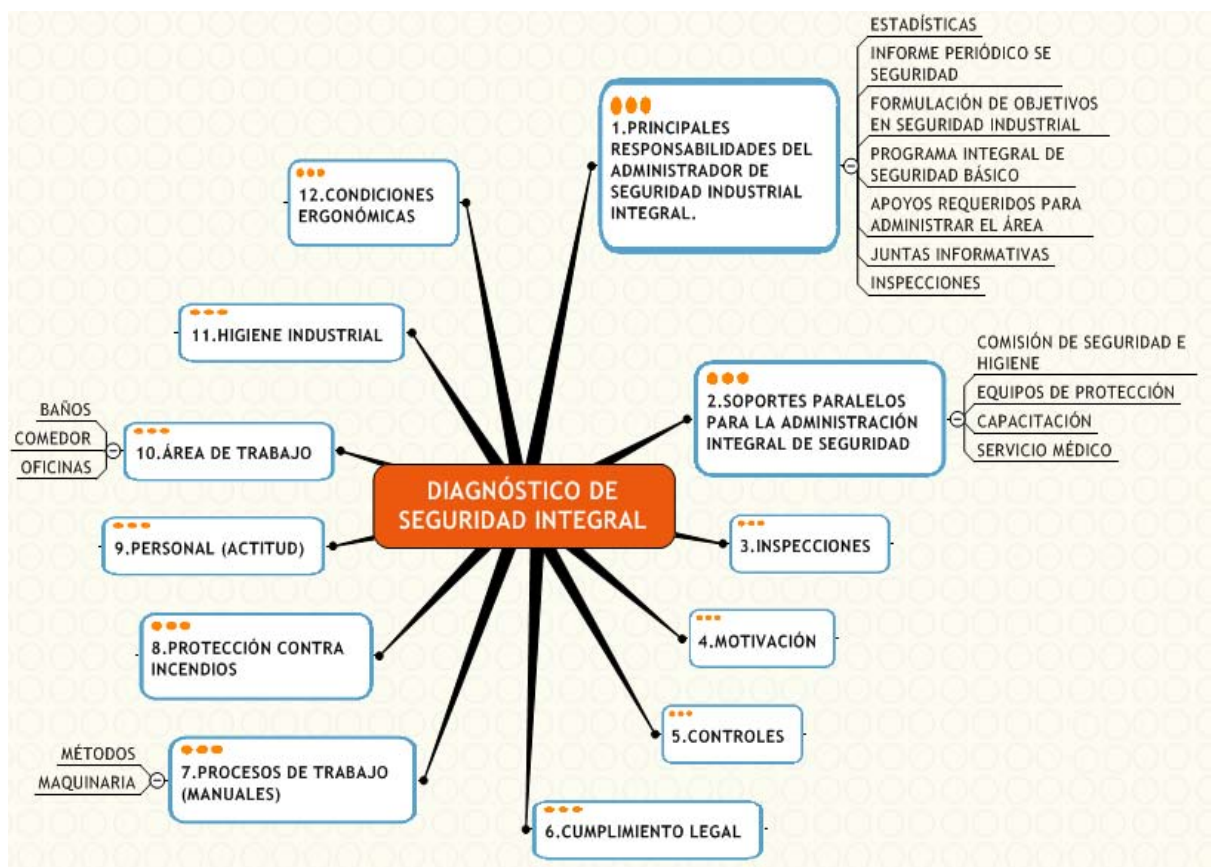 DIAGNÓSTICO DE
SEGURIDAD INTEGRAL
1.PRINCIPALES
RESPONSABILIDADES DEL
ADMINISTRADOR DE
SEGURIDAD INDUSTRIAL
INTEGRAL.
ESTADÍSTICAS
INFORME PERIÓDICO SE
SEGURIDAD
FORMULACIÓN DE OBJETIVOS
EN SEGURIDAD INDUSTRIAL
PROGRAMA INTEGRAL DE
SEGURIDAD BÁSICO
APOYOS REQUERIDOS PARA
ADMINISTRAR EL ÁREA
JUNTAS INFORMATIVAS
INSPECCIONES
2.SOPORTES PARALELOS
PARA LA ADMINISTRACIÓN
INTEGRAL DE SEGURIDAD
COMISIÓN DE SEGURIDAD E
HIGIENE
EQUIPOS DE PROTECCIÓN
CAPACITACIÓN
SERVICIO MÉDICO
3.INSPECCIONES
4.MOTIVACIÓN
5.CONTROLES
6.CUMPLIMIENTO LEGAL
7.PROCESOS DE TRABAJO
(MANUALES)
MÉTODOS
MAQUINARIA
8.PROTECCIÓN CONTRA
INCENDIOS
9.PERSONAL (ACTITUD)
10.ÁREA DE TRABAJO
BAÑOS
COMEDOR
OFICINAS
11.HIGIENE INDUSTRIAL
12.CONDICIONES
ERGONÓMICAS